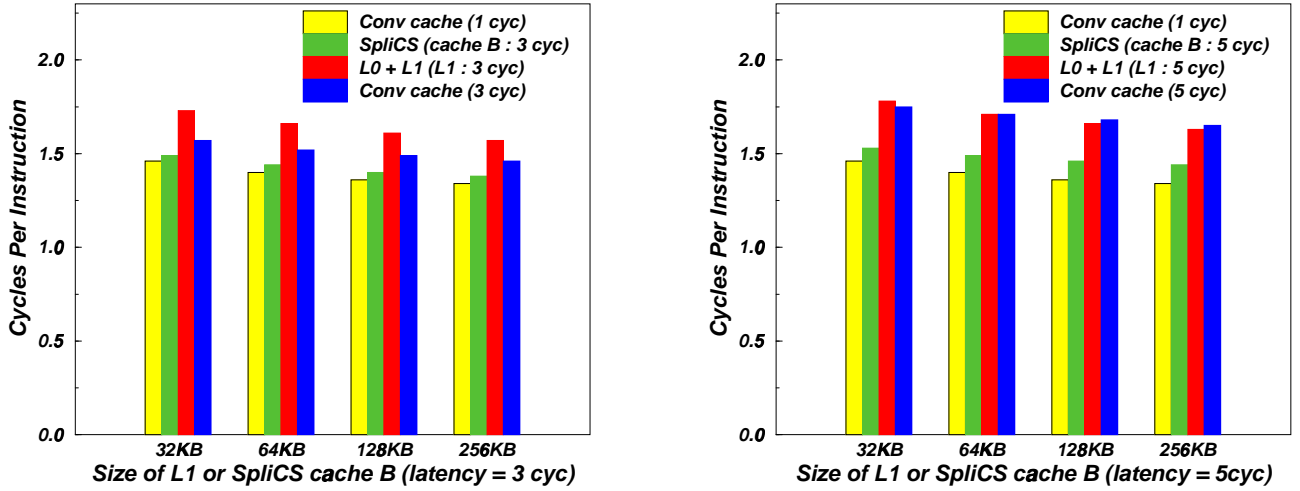 Conv cache (1 cyc)
SpliCS (cache B : 3 cyc)
L0 + L1 (L1 : 3 cyc)
Conv cache (3 cyc)
2.0
1.5
1.0
0.5
0.0
Cycles Per Instruction
32KB 64KB 128KB 256KB
Size of L1 or SpliCS cache B (latency = 3 cyc)
Conv cache (1 cyc)
SpliCS (cache B : 5 cyc)
L0 + L1 (L1 : 5 cyc)
Conv cache (5 cyc)
2.0
1.5
1.0
0.5
0.0
Cycles Per Instruction
32KB 64KB 128KB 256KB
Size of L1 or SpliCS cache B (latency = 5cyc)